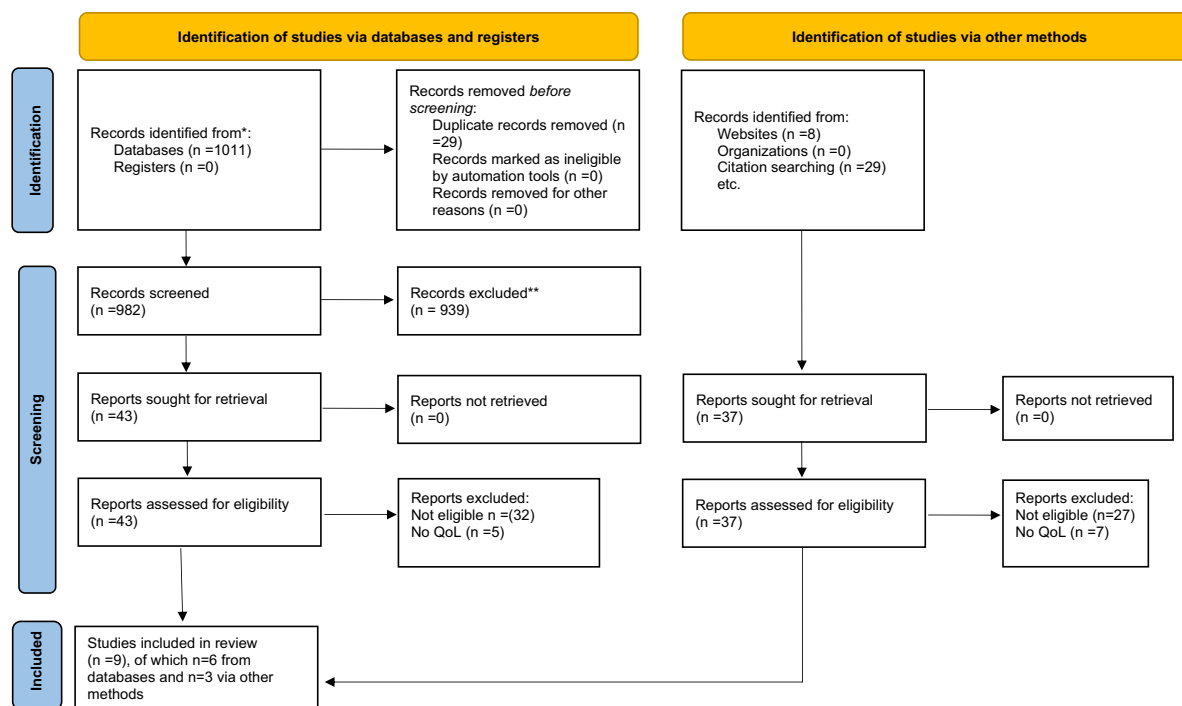 Identification of studies via databases and registers
Identification of studies via other methods
Identification
Records identified from*:
Databases (n =1011)
Registers (n =0)
Records removed before
screening:
Duplicate records removed (n
=29)
Records marked as ineligible
by automation tools (n =0)
Records removed for other
reasons (n =0)
Records identified from:
Websites (n =8)
Organizations (n =0)
Citation searching (n =29)
etc.
Screening
Records screened
(n =982)
Records excluded**
(n = 939)
Reports sought for retrieval
(n =43)
Reports not retrieved
(n =0)
Reports sought for retrieval
(n =37)
Reports not retrieved
(n =0)
Reports assessed for eligibility
(n =43)
Reports excluded:
Not eligible n =(32)
No QoL (n =5)
Reports assessed for eligibility
(n =37)
Reports excluded:
Not eligible (n=27)
No QoL (n =7)
Included
Studies included in review
(n =9), of which n=6 from
databases and n=3 via other
methods